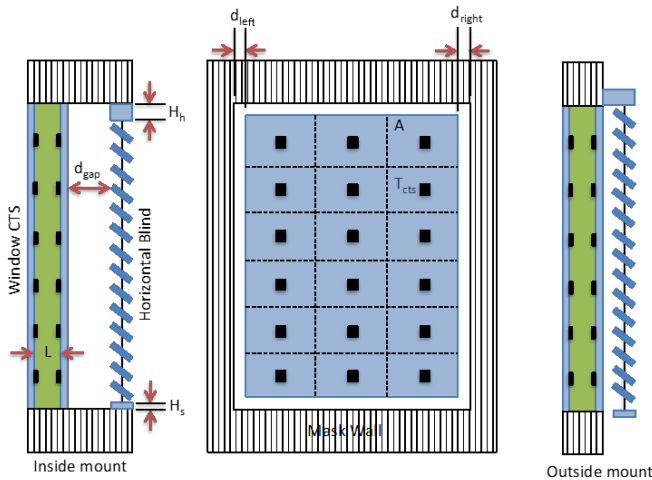 d_left
d_right
H_h
A
d_gap
T_cts
Window CTS
Horizontal Blind
L
H_s
Mask Wall
Inside mount
Outside mount